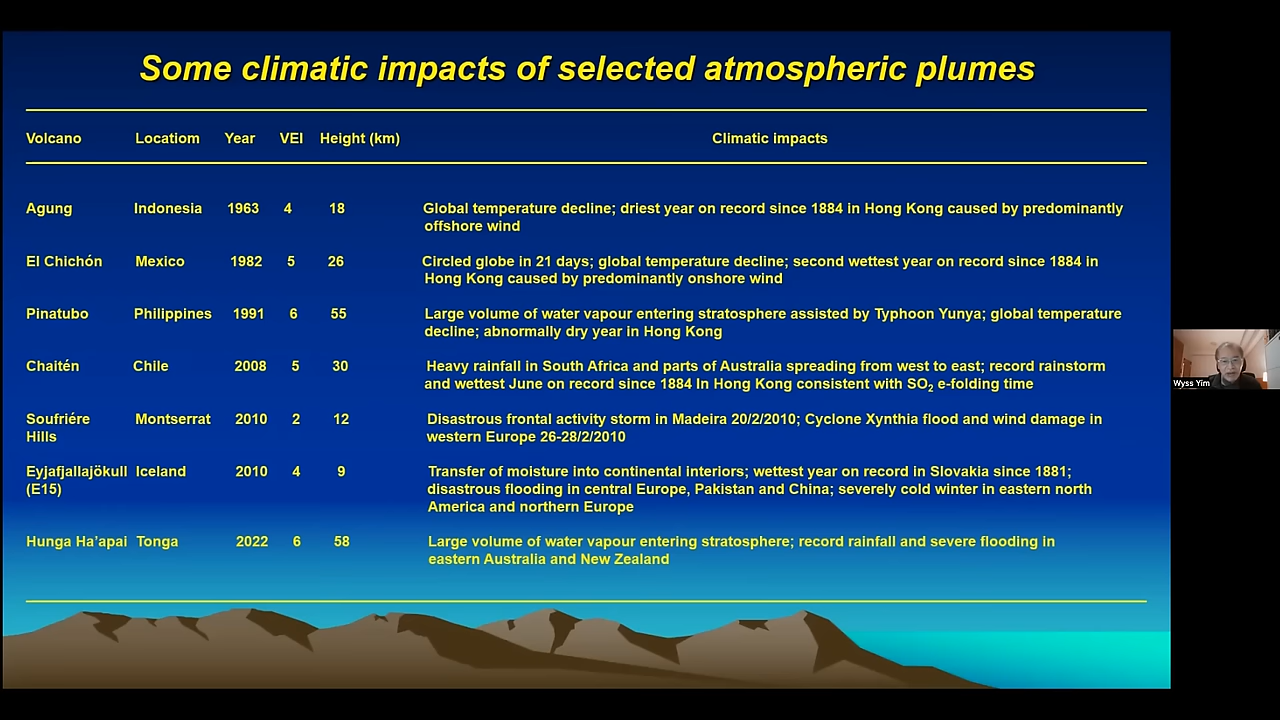 Some climatic impacts of selected atmospheric plumes
Volcano Locatiom Year VEI Height (km) Climatic impacts
Agung Indonesia 1963 4 18 Global temperature decline; driest year on record since 1884 in Hong Kong caused by predominantly
offshore wind
El Chichón Mexico 1982 5 26 Circled globe in 21 days; global temperature decline; second wettest year on record since 1884 in
Hong Kong caused by predominantly onshore wind
Pinatubo Philippines 1991 6 55 Large volume of water vapour entering stratosphere assisted by Typhoon Yunya; global temperature
decline; abnormally dry year in Hong Kong
Chaitén Chile 2008 5 30 Heavy rainfall in South Africa and parts of Australia spreading from west to east; record rainstorm
and wettest June on record since 1884 In Hong Kong consistent with SO2 e-folding time
Soufriére Montserrat 2010 2 12 Disastrous frontal activity storm in Madeira 20/2/2010; Cyclone Xynthia flood and wind damage in
Hills western Europe 26-28/2/2010
Eyjafjallajökull Iceland 2010 4 9 Transfer of moisture into continental interiors; wettest year on record in Slovakia since 1881;
(E15) disastrous flooding in central Europe, Pakistan and China; severely cold winter in eastern north
America and northern Europe
Hunga Ha’apai Tonga 2022 6 58 Large volume of water vapour entering stratosphere; record rainfall and severe flooding in
eastern Australia and New Zealand
Wyss Yim